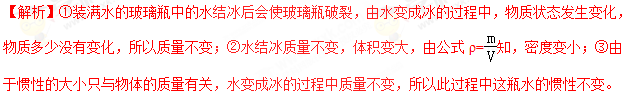 【解析】①装满水的玻璃瓶中的水结冰后会使玻璃瓶破裂，由水变成冰的过程中，物质状态发生变化，
物质多少没有变化，所以质量不变；②水结冰质量不变，体积变大，由公式 ρ=m/V知，密度变小；③由
于惯性的大小只与物体的质量有关，水变成冰的过程中质量不变，所以此过程中这瓶水的惯性不变。